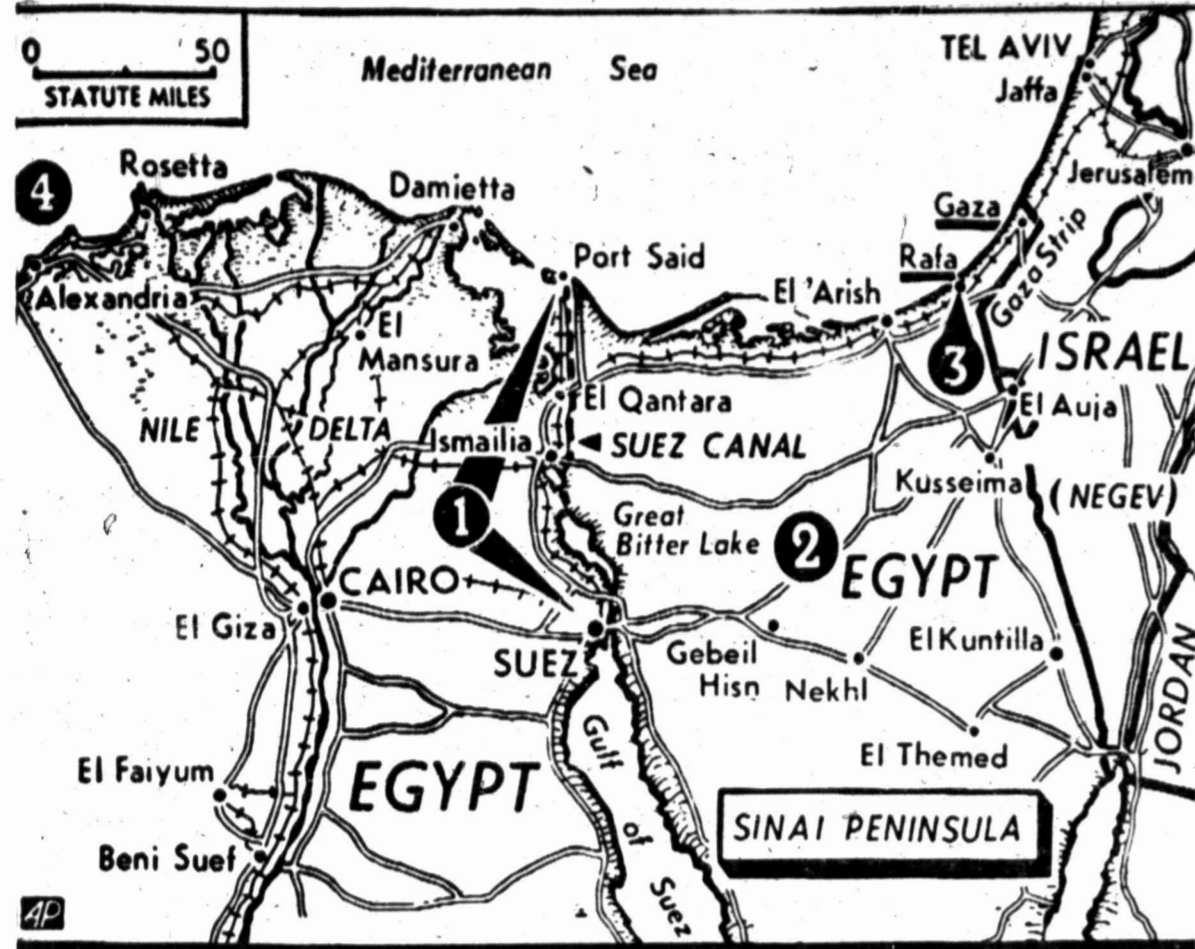 0 50
STATUTE MILES
Mediterranean Sea
TEL AVIV
Jaffa
Jerusalem
4
Rosetta
Damietta
Gaza
Rafa
Gaza Strip
Port Said
El 'Arish
Alexandria
El
Mansura
3
ISRAEL
El Auja
NILE DELTA
El Qantara
Ismailia
SUEZ CANAL
Kusseima
(NEGEV)
1
Great
Bitter Lake
2
EGYPT
CAIRO
El Giza
SUEZ
Gebeil
Hisn
Nekhl
El Kuntilla
El Themed
JORDAN
Gulf
of
Suez
El Faiyum
EGYPT
SINAI PENINSULA
Beni Suef
AP